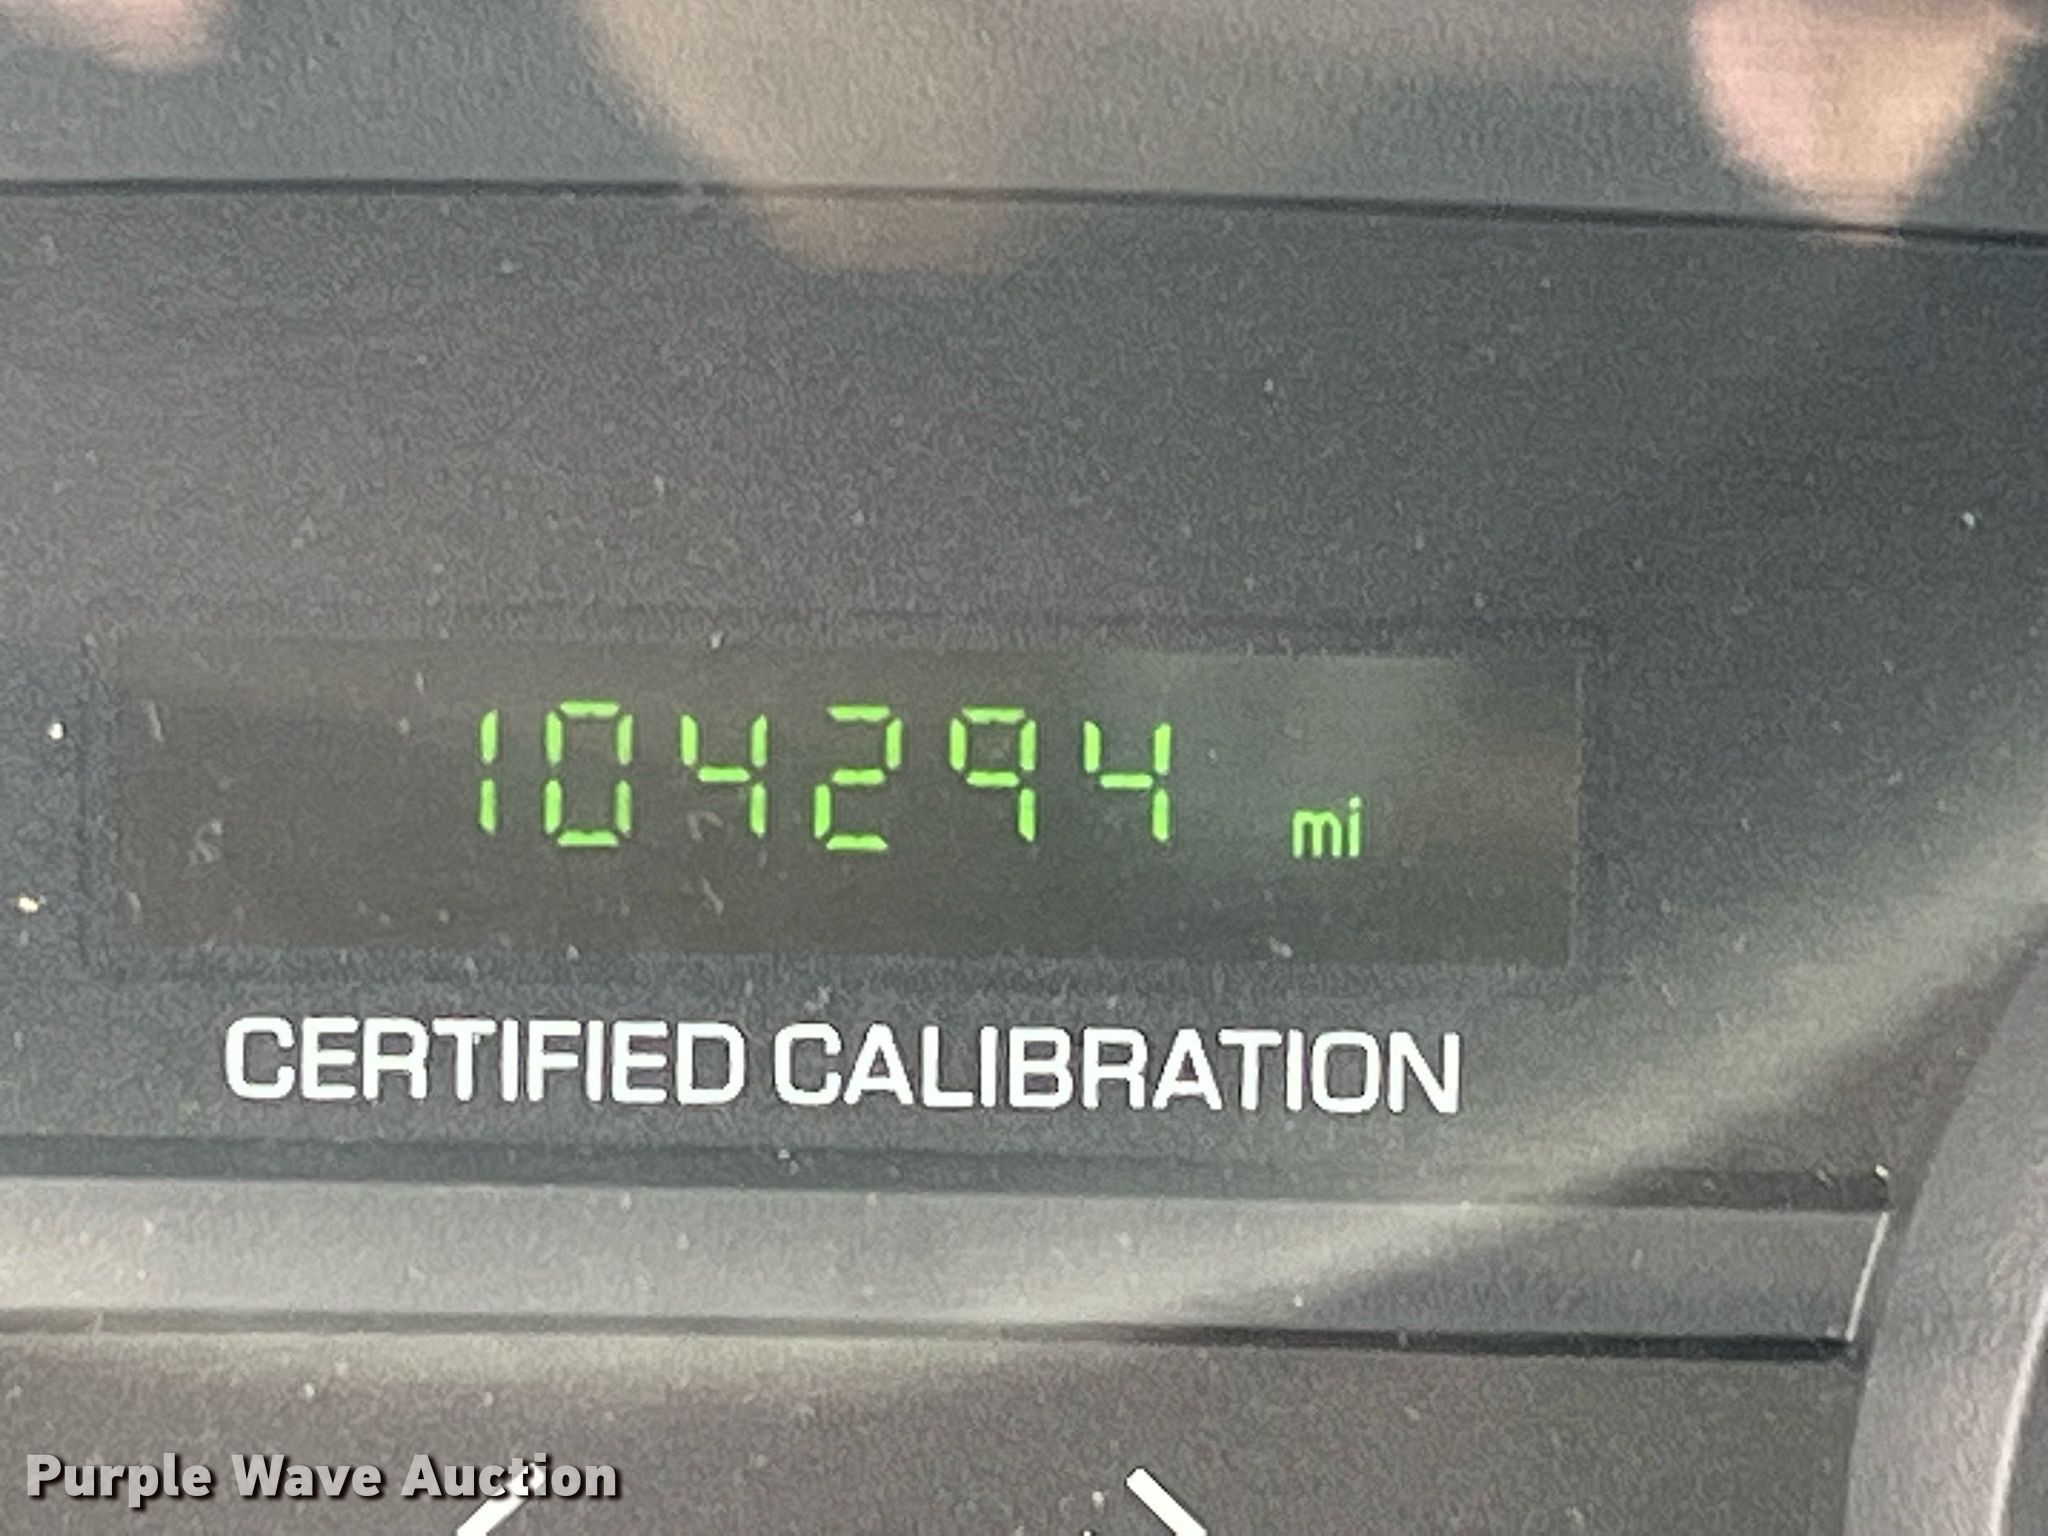 104294 mi
CERTIFIED CALIBRATION
Purple Wave Auction